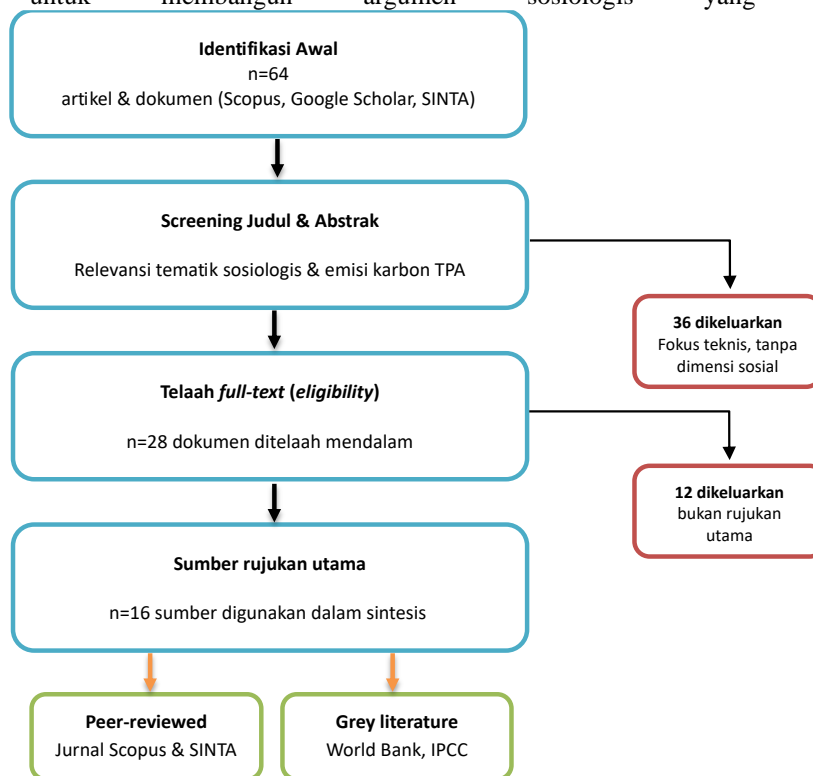 untuk membangun argumen sosiologis yang
Identifikasi Awal
n=64
artikel & dokumen (Scopus, Google Scholar, SINTA)
Screening Judul & Abstrak
Relevansi tematik sosiologis & emisi karbon TPA
36 dikeluarkan
Fokus teknis, tanpa
dimensi sosial
Telaah full-text (eligibility)
n=28 dokumen ditelaah mendalam
12 dikeluarkan
bukan rujukan
utama
Sumber rujukan utama
n=16 sumber digunakan dalam sintesis
Peer-reviewed
Jurnal Scopus & SINTA
Grey literature
World Bank, IPCC